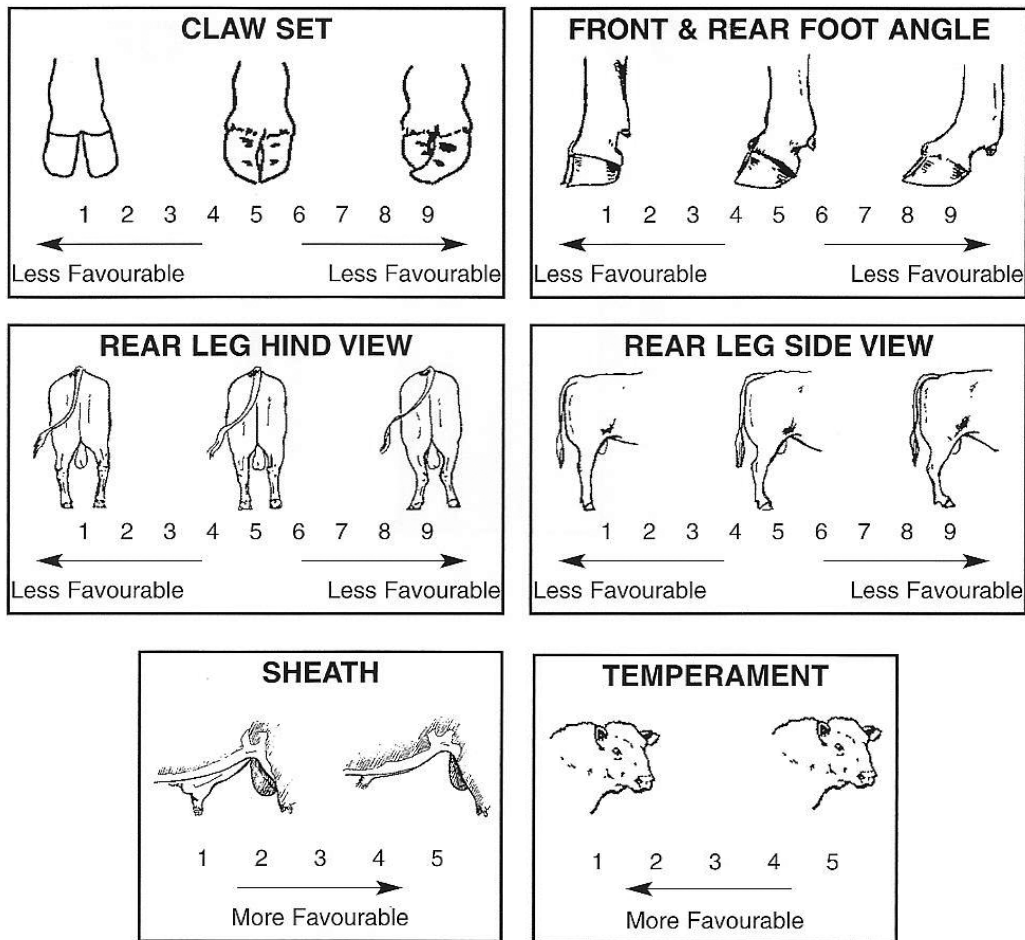 CLAW SET
1 2 3 4 5 6 7 8 9
Less Favourable Less Favourable
FRONT & REAR FOOT ANGLE
1 2 3 4 5 6 7 8 9
Less Favourable Less Favourable
REAR LEG HIND VIEW
1 2 3 4 5 6 7 8 9
Less Favourable Less Favourable
REAR LEG SIDE VIEW
1 2 3 4 5 6 7 8 9
Less Favourable Less Favourable
SHEATH
1 2 3 4 5
More Favourable
TEMPERAMENT
1 2 3 4 5
More Favourable